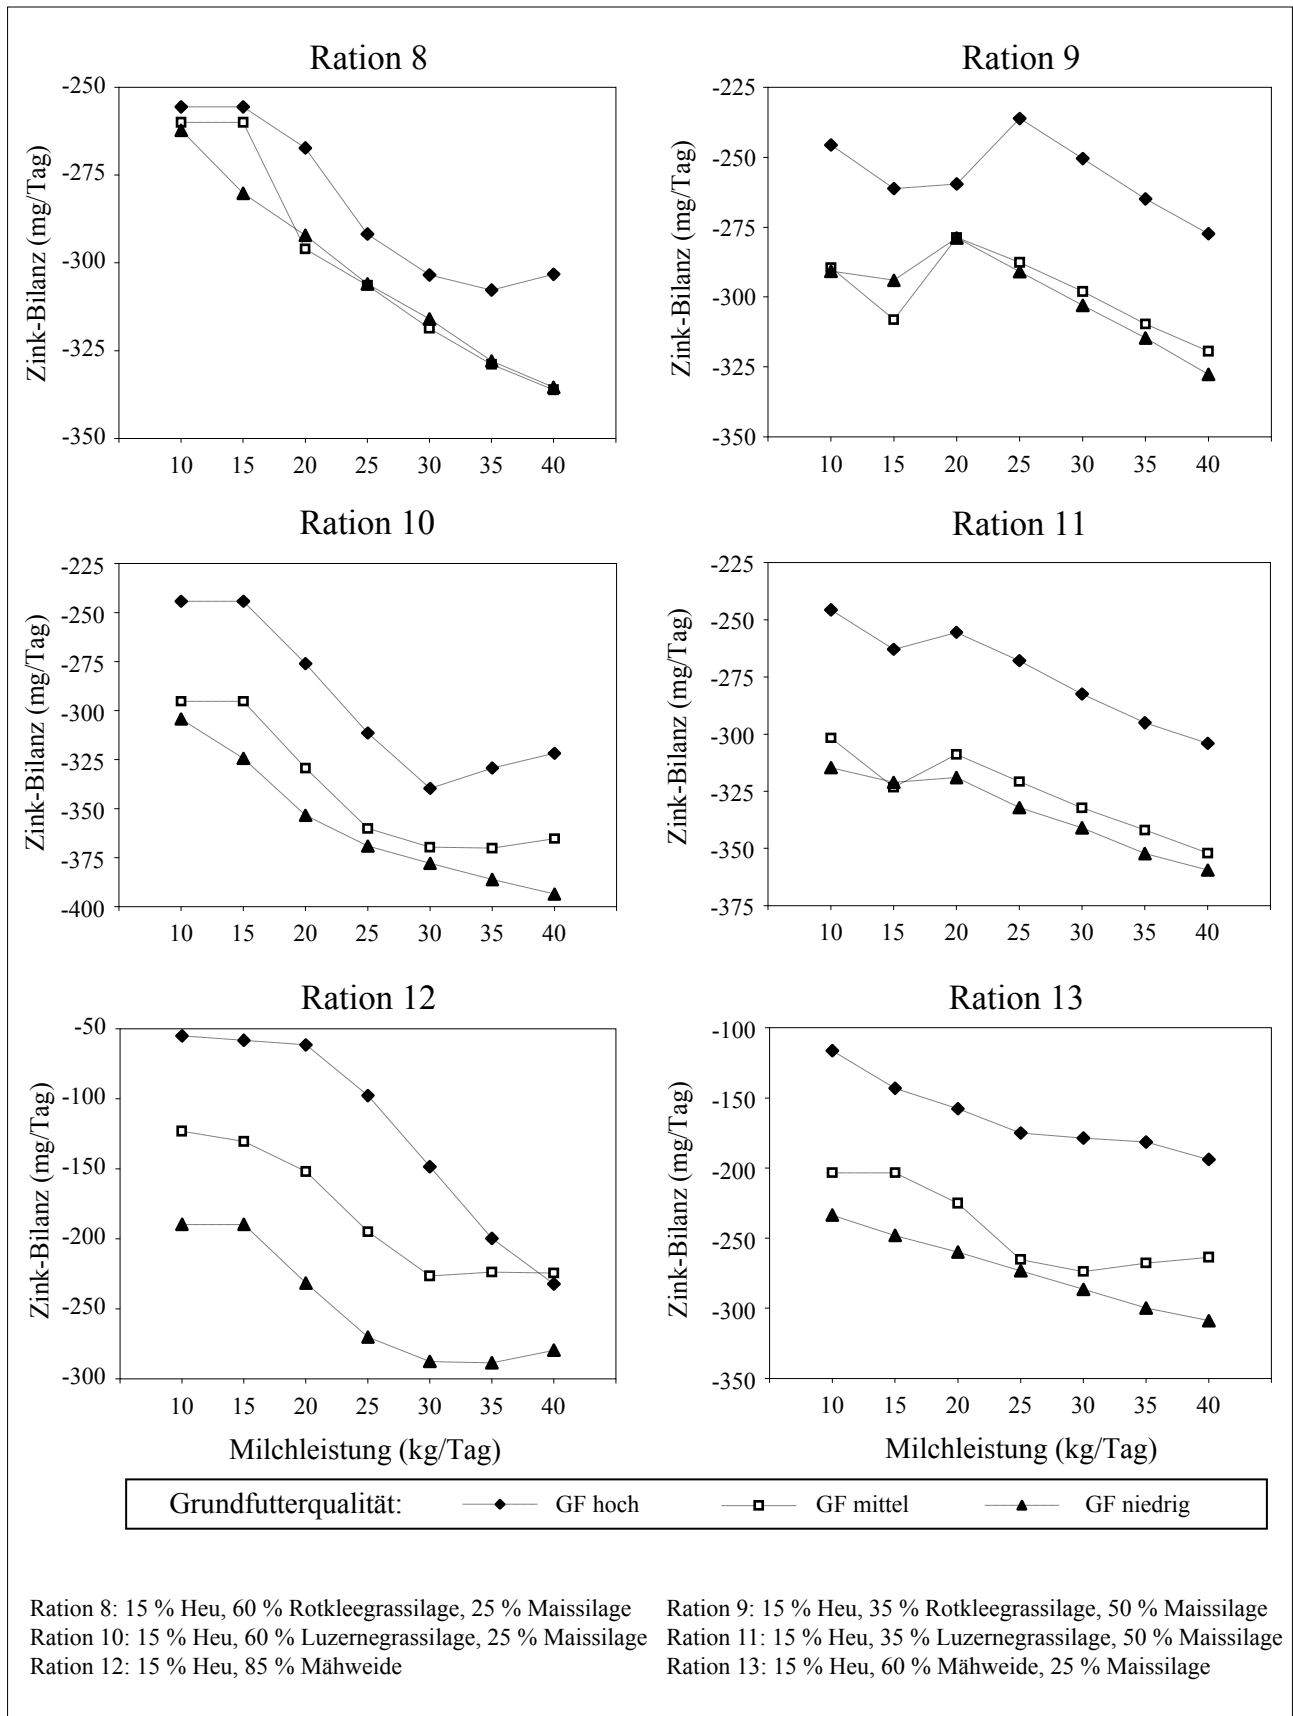 Ration 8
Zink-Bilanz (mg/Tag)
-250
-275
-300
-325
-350
10 15 20 25 30 35 40
Ration 9
Zink-Bilanz (mg/Tag)
-225
-250
-275
-300
-325
-350
10 15 20 25 30 35 40
Ration 10
Zink-Bilanz (mg/Tag)
-225
-250
-275
-300
-325
-350
-375
-400
10 15 20 25 30 35 40
Ration 11
Zink-Bilanz (mg/Tag)
-225
-250
-275
-300
-325
-350
-375
10 15 20 25 30 35 40
Ration 12
Zink-Bilanz (mg/Tag)
-50
-100
-150
-200
-250
-300
10 15 20 25 30 35 40
Milchleistung (kg/Tag)
Ration 13
Zink-Bilanz (mg/Tag)
-100
-150
-200
-250
-300
-350
10 15 20 25 30 35 40
Milchleistung (kg/Tag)
Grundfutterqualität: GF hoch GF mittel GF niedrig
Ration 8: 15 % Heu, 60 % Rotkleegrassilage, 25 % Maissilage
Ration 9: 15 % Heu, 35 % Rotkleegrassilage, 50 % Maissilage
Ration 10: 15 % Heu, 60 % Luzernegrassilage, 25 % Maissilage
Ration 11: 15 % Heu, 35 % Luzernegrassilage, 50 % Maissilage
Ration 12: 15 % Heu, 85 % Mähweide
Ration 13: 15 % Heu, 60 % Mähweide, 25 % Maissilage